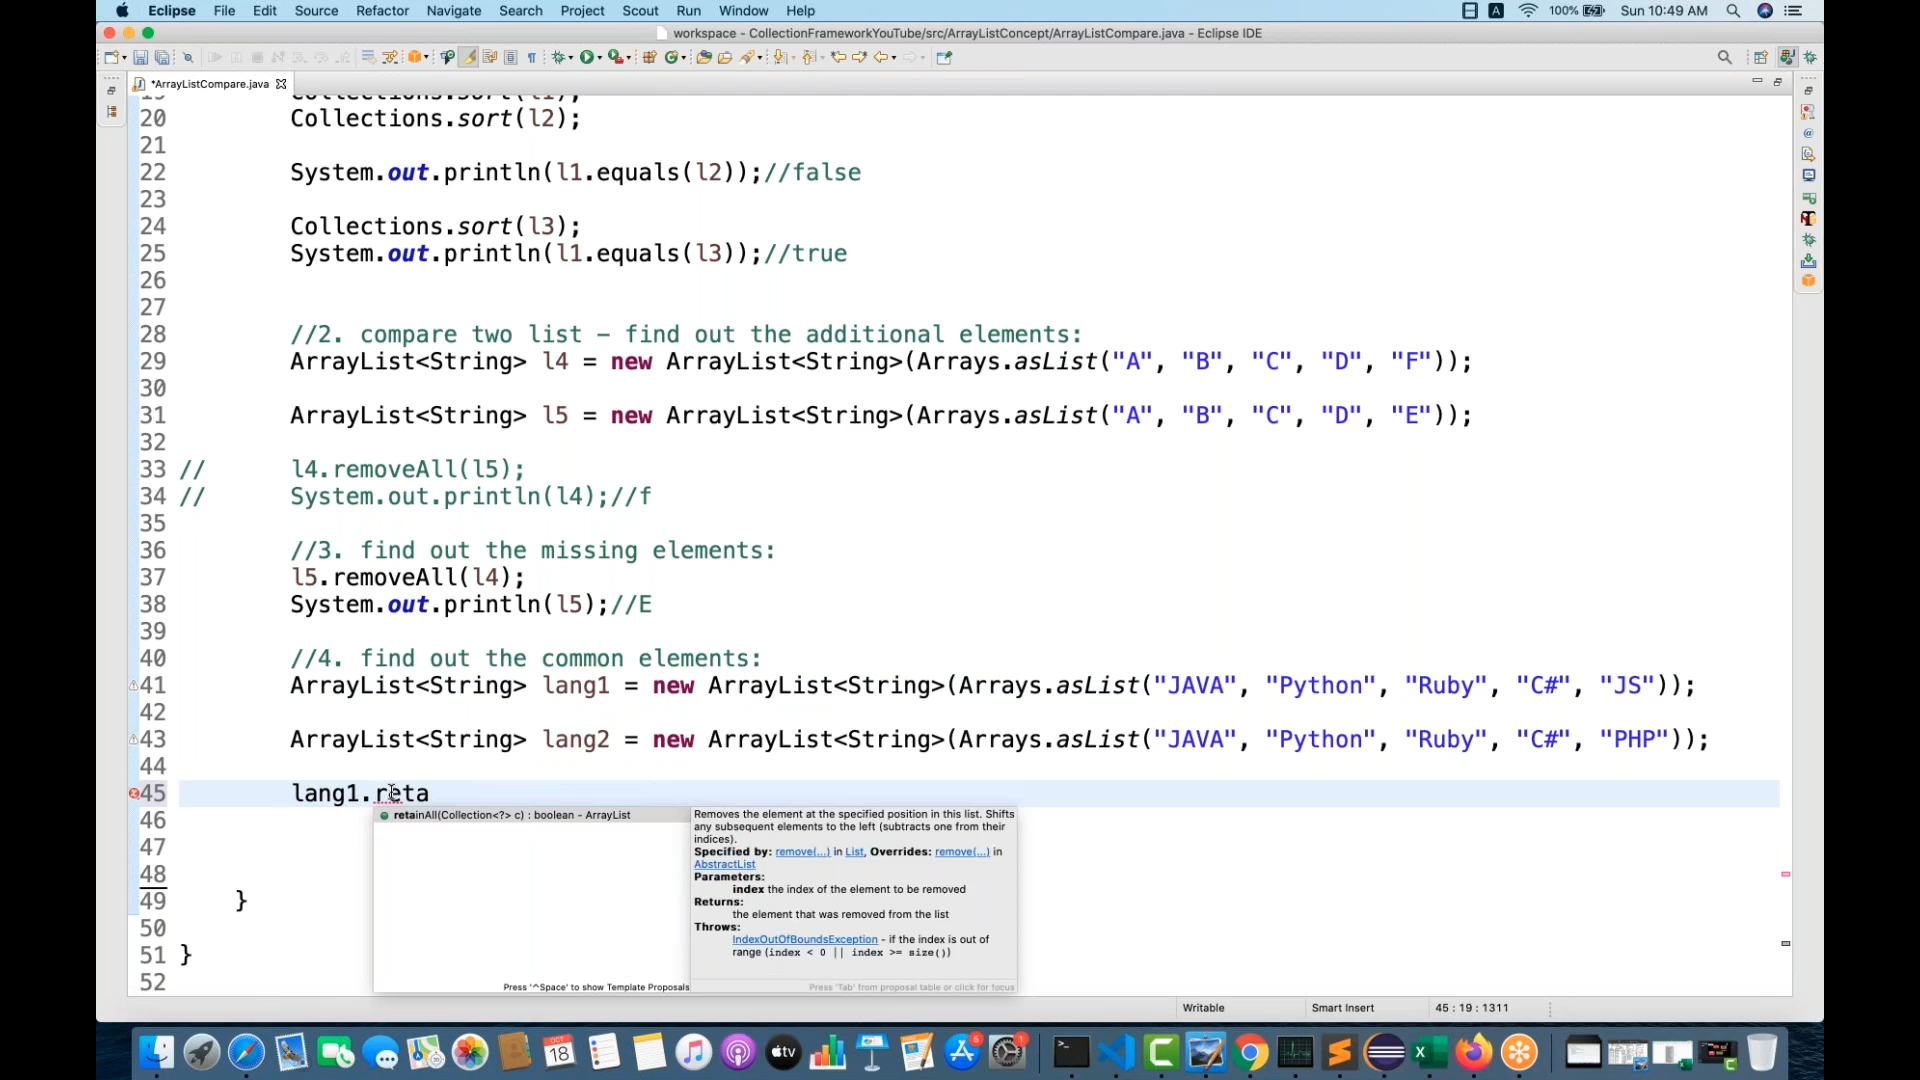 Eclipse File Edit Source Refactor Navigate Search Project Scout Run Window Help 100% Sun 10:49 AM
workspace - CollectionFrameworkYouTube/src/ArrayListConcept/ArrayListCompare.java - Eclipse IDE
*ArrayListCompare.java
20 Collections.sort(l2);
21
22 System.out.println(l1.equals(l2));//false
23
24 Collections.sort(l3);
25 System.out.println(l1.equals(l3));//true
26
27
28 //2. compare two list – find out the additional elements:
29 ArrayList<String> l4 = new ArrayList<String>(Arrays.asList("A", "B", "C", "D", "F"));
30
31 ArrayList<String> l5 = new ArrayList<String>(Arrays.asList("A", "B", "C", "D", "E"));
32
33 // l4.removeAll(l5);
34 // System.out.println(l4);//f
35
36 //3. find out the missing elements:
37 l5.removeAll(l4);
38 System.out.println(l5);//E
39
40 //4. find out the common elements:
41 ArrayList<String> lang1 = new ArrayList<String>(Arrays.asList("JAVA", "Python", "Ruby", "C#", "JS"));
42
43 ArrayList<String> lang2 = new ArrayList<String>(Arrays.asList("JAVA", "Python", "Ruby", "C#", "PHP"));
44
45 lang1.reta
46
47
48
49 }
50
51 }
52
retainAll(Collection<?> c) : boolean - ArrayList
Press '^Space' to show Template Proposals
Removes the element at the specified position in this list. Shifts
any subsequent elements to the left (subtracts one from their
indices).
Specified by: remove(...) in List, Overrides: remove(...) in
AbstractList
Parameters:
index the index of the element to be removed
Returns:
the element that was removed from the list
Throws:
IndexOutOfBoundsException - if the index is out of
range (index < 0 || index >= size())
Press 'Tab' from proposal table or click for focus
Writable Smart Insert 45 : 19 : 1311
OCT
18
tv